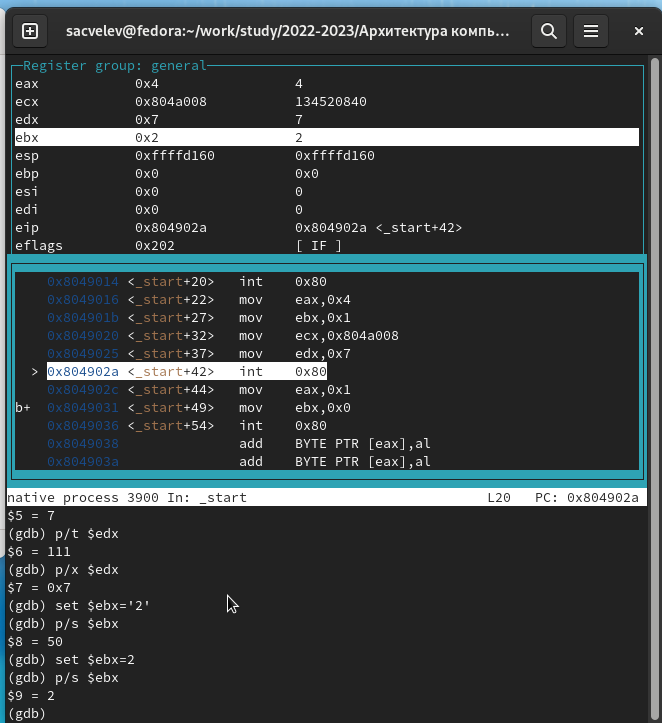 sacvelev@fedora:~/work/study/2022-2023/Архитектура компь...
Register group: general
eax 0x4 4
ecx 0x804a008 134520840
edx 0x7 7
ebx 0x2 2
esp 0xffffd160 0xffffd160
ebp 0x0 0x0
esi 0x0 0
edi 0x0 0
eip 0x804902a 0x804902a <_start+42>
eflags 0x202 [ IF ]
0x8049014 <_start+20> int 0x80
0x8049016 <_start+22> mov eax,0x4
0x804901b <_start+27> mov ebx,0x1
0x8049020 <_start+32> mov ecx,0x804a008
0x8049025 <_start+37> mov edx,0x7
> 0x804902a <_start+42> int 0x80
0x804902c <_start+44> mov eax,0x1
b+ 0x8049031 <_start+49> mov ebx,0x0
0x8049036 <_start+54> int 0x80
0x8049038 add BYTE PTR [eax],al
0x804903a add BYTE PTR [eax],al
native process 3900 In: _start L20 PC: 0x804902a
$5 = 7
(gdb) p/t $edx
$6 = 111
(gdb) p/x $edx
$7 = 0x7
(gdb) set $ebx='2'
(gdb) p/s $ebx
$8 = 50
(gdb) set $ebx=2
(gdb) p/s $ebx
$9 = 2
(gdb)